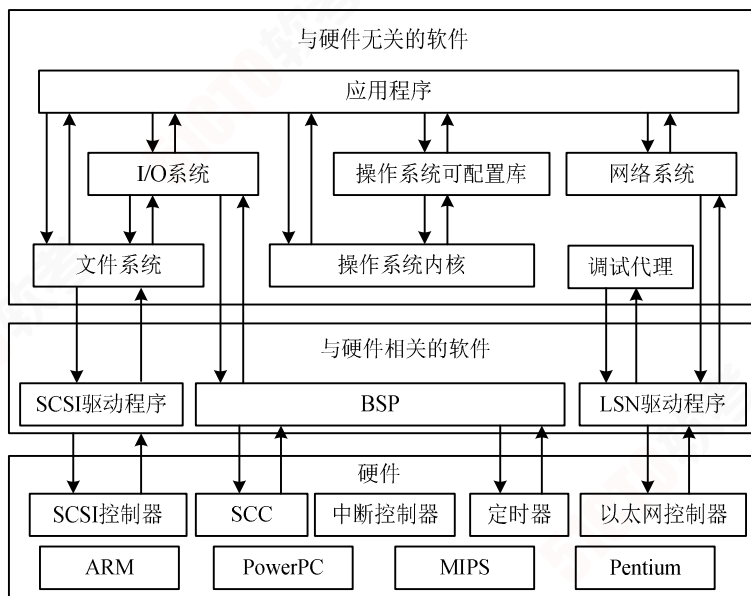 与硬件无关的软件
应用程序
I/O系统
操作系统可配置库
网络系统
文件系统
操作系统内核
调试代理
与硬件相关的软件
SCSI驱动程序
BSP
LSN驱动程序
硬件
SCSI控制器
SCC
中断控制器
定时器
以太网控制器
ARM
PowerPC
MIPS
Pentium